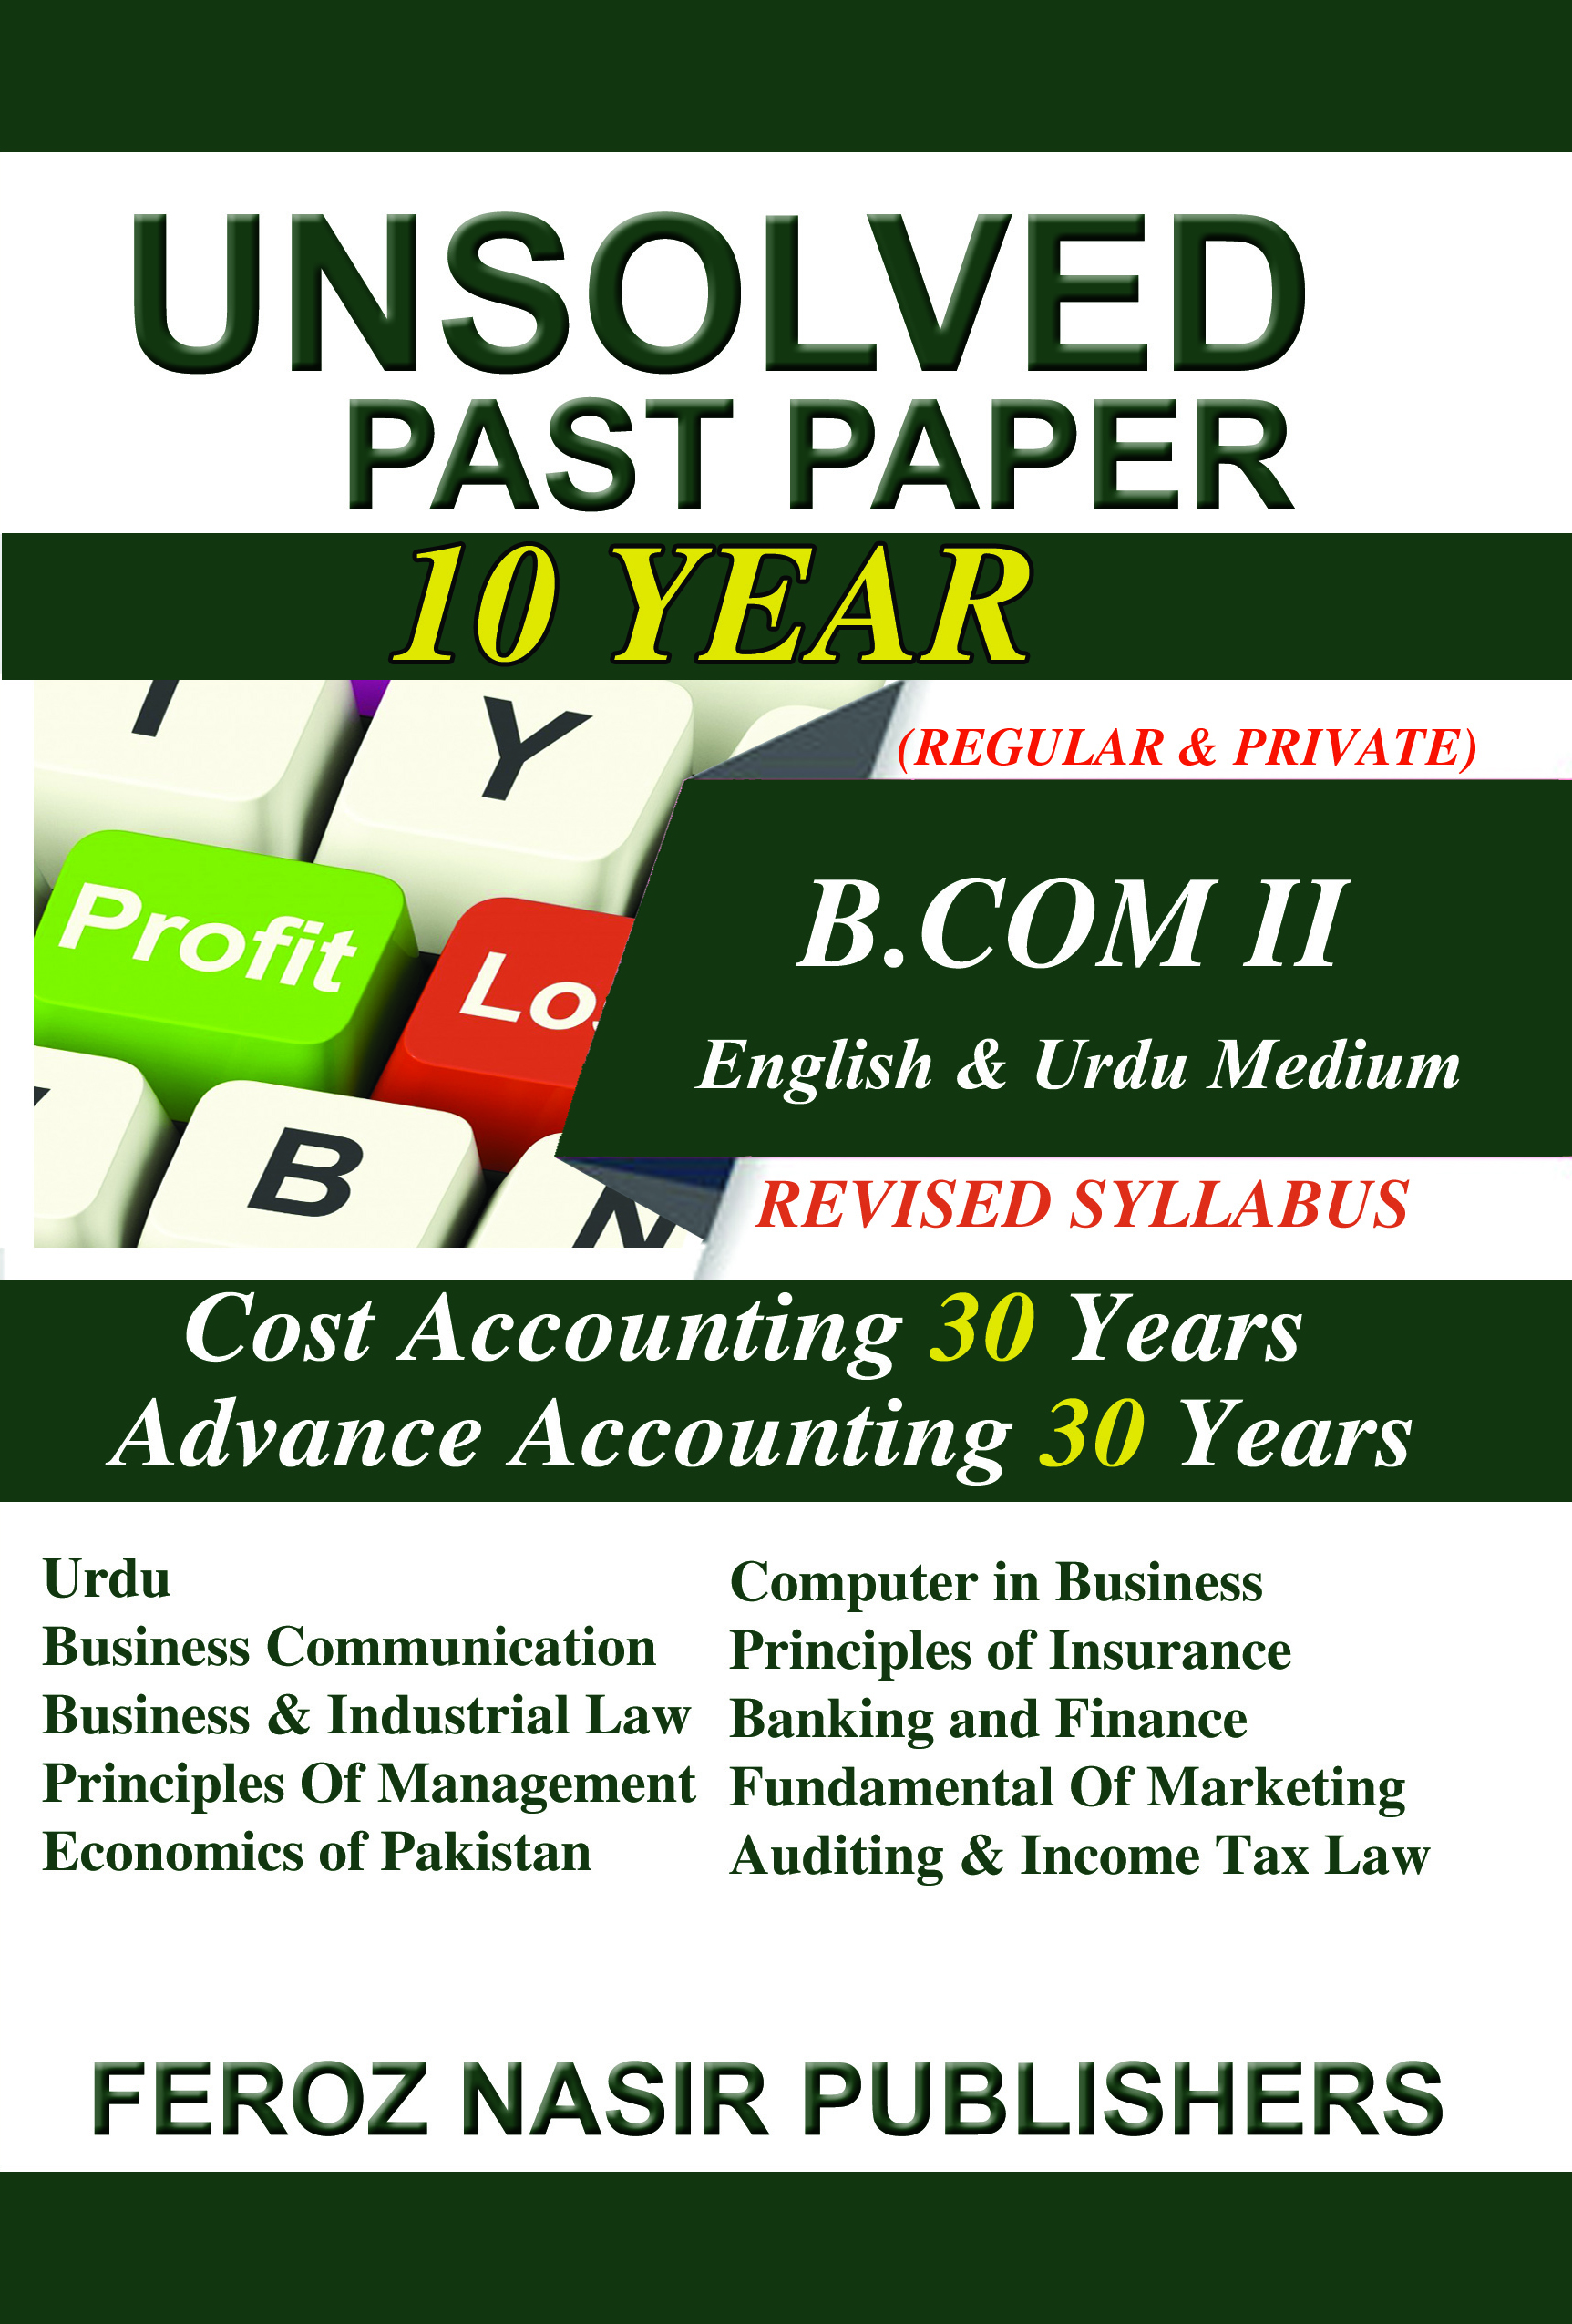 UNSOLVED
PAST PAPER
10 YEAR
(REGULAR & PRIVATE)
Y
Profit
B
N
B.COM II
English & Urdu Medium
REVISED SYLLABUS
Cost Accounting 30 Years
Advance Accounting 30 Years
Urdu
Business Communication
Business & Industrial Law
Principles Of Management
Economics of Pakistan
Computer in Business
Principles of Insurance
Banking and Finance
Fundamental Of Marketing
Auditing & Income Tax Law
FEROZ NASIR PUBLISHERS